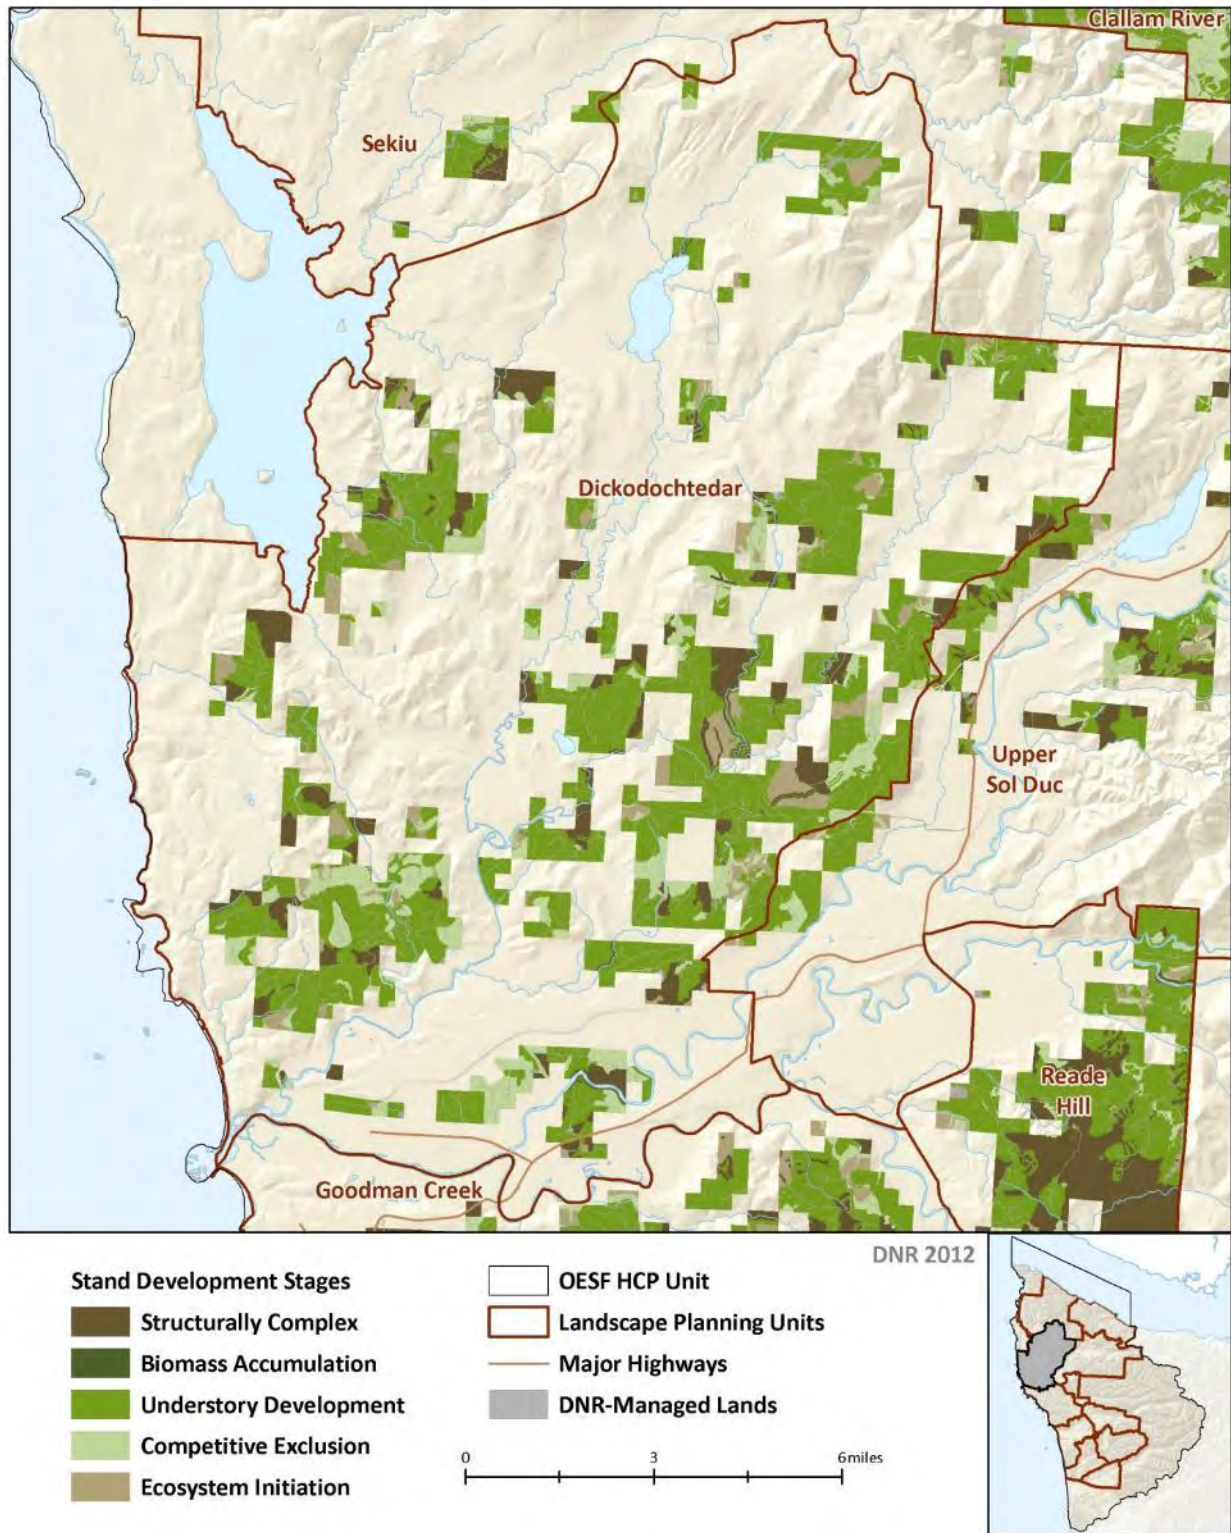 Clallam River
Sekiu
Dickodochtedar
Upper
Sol Duc
Reade
Hill
Goodman Creek
DNR 2012
Stand Development Stages
Structurally Complex
Biomass Accumulation
Understory Development
Competitive Exclusion
Ecosystem Initiation
OESF HCP Unit
Landscape Planning Units
Major Highways
DNR-Managed Lands
0 3 6 miles